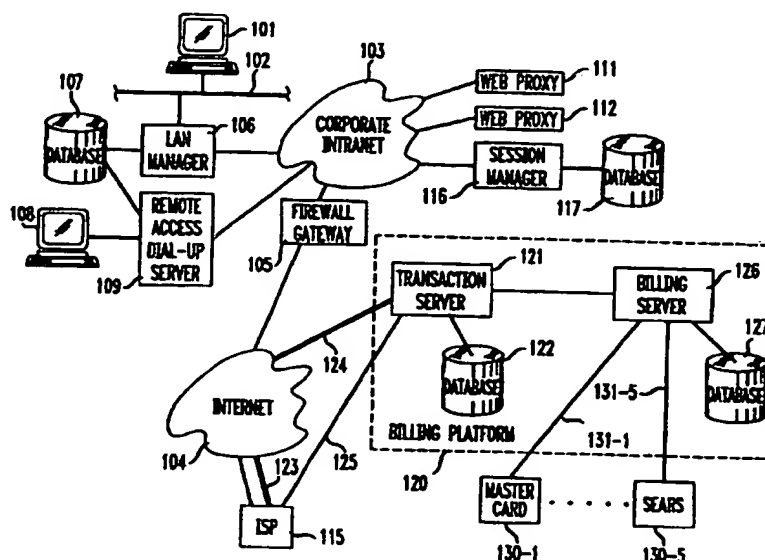 101
102
103
107
DATABASE
LAN
MANAGER
106
CORPORATE
INTRANET
WEB PROXY
111
WEB PROXY
112
SESSION
MANAGER
116
DATABASE
117
108
REMOTE
ACCESS
DIAL-UP
SERVER
109
FIREWALL
GATEWAY
105
121
TRANSACTION
SERVER
BILLING
SERVER
126
124
DATABASE
122
127
DATABASE
INTERNET
104
123
125
BILLING PLATFORM
131-5
131-1
120
ISP
115
MASTER
CARD
130-1
. . . . .
SEARS
130-5